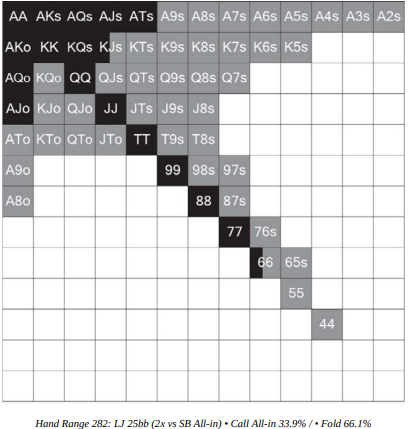 AA AKs AQs AJs ATs A9s A8s A7s A6s A5s A4s A3s A2s
AKo KK KQs KJs KTs K9s K8s K7s K6s K5s
AQo KQo QQ QJs QTs Q9s Q8s Q7s
AJo KJo QJo JJ JTs J9s J8s
ATo KTo QTo JTo TT T9s T8s
A9o 99 98s 97s
A8o 88 87s
77 76s
66 65s
55
44
Hand Range 282: LJ 25bb (2x vs SB All-in) • Call All-in 33.9% / • Fold 66.1%